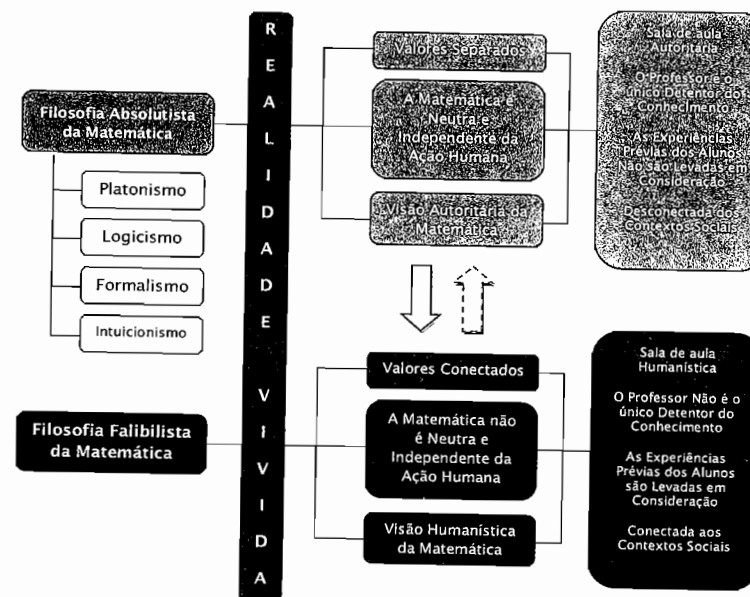 Filosofia Absolutista
da Matemática
Platonismo
Logicismo
Formalismo
Intuicionismo
Filosofia Falibilista
da Matemática
R
E
A
L
I
D
A
D
E
V
I
V
I
D
A
Valores Separados
A Matemática é
Neutra e
Independente da
Ação Humana
Visão Autoritária da
Matemática
Sala de aula
Autoritária
O Professor e o
único Detentor do
Conhecimento
As Experiências
Prévias dos Alunos
Não são Levadas em
Consideração
Desconectada dos
Contextos Sociais
Valores Conectados
A Matemática não
é Neutra e
Independente da
Ação Humana
Visão Humanística
da Matemática
Sala de aula
Humanística
O Professor Não é o
único Detentor do
Conhecimento
As Experiências
Prévias dos Alunos
são Levadas em
Consideração
Conectada aos
Contextos Sociais